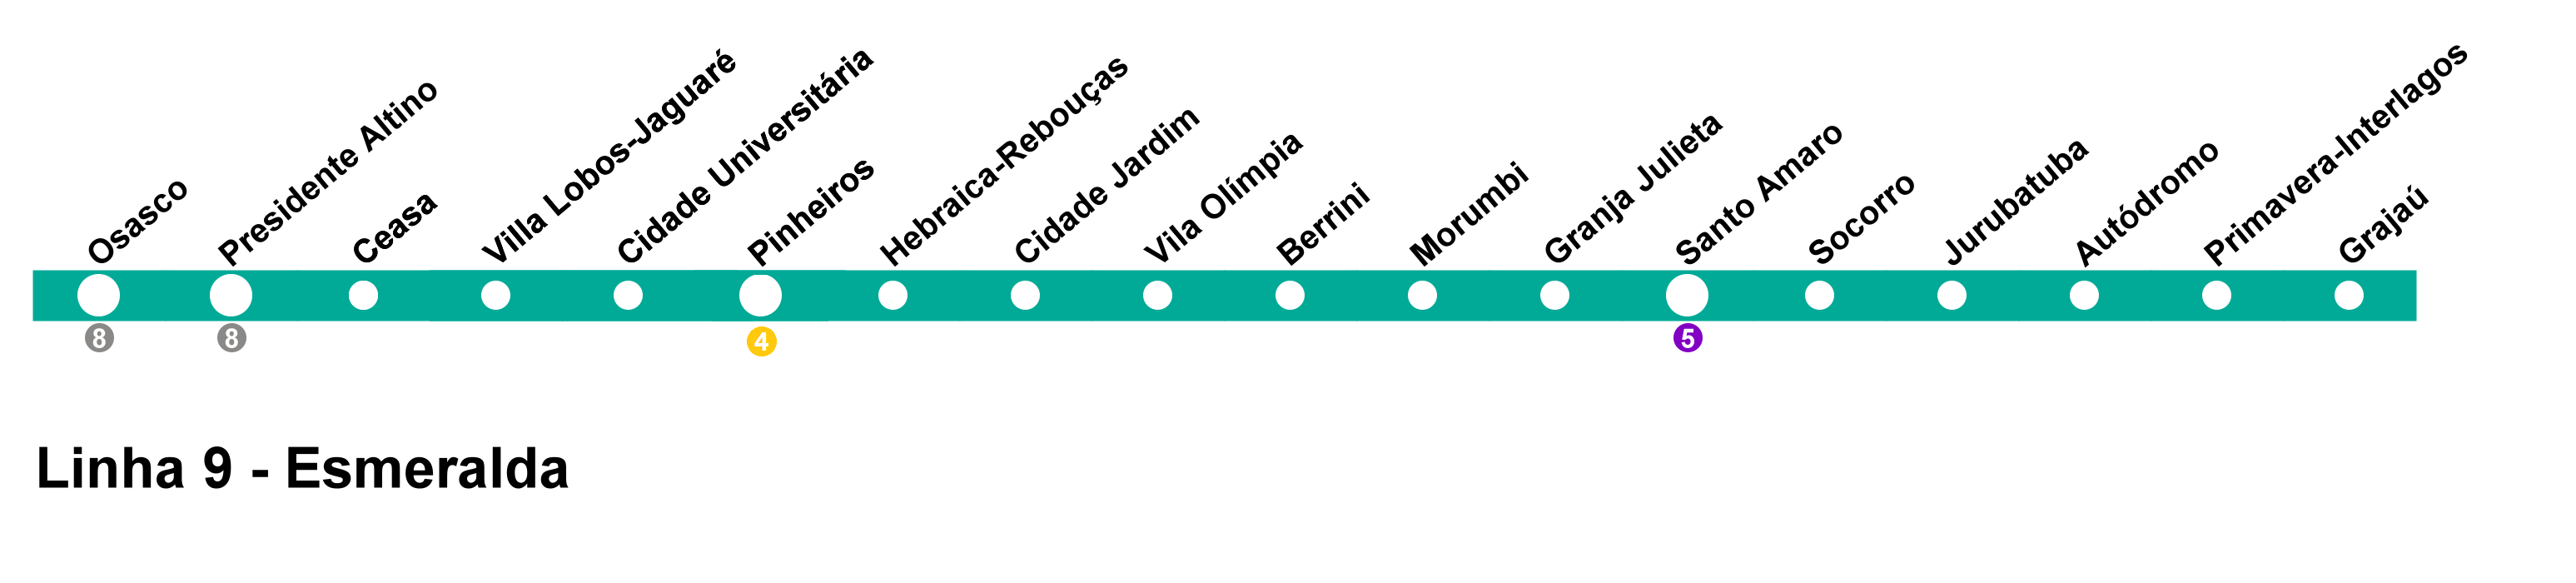 Osasco
Presidente Altino
Ceasa
Villa Lobos-Jaguaré
Cidade Universitária
Pinheiros
Hebraica-Rebouças
Cidade Jardim
Vila Olímpia
Berrini
Morumbi
Granja Julieta
Santo Amaro
Socorro
Jurubatuba
Autódromo
Primavera-Interlagos
Grajaú
8
8
4
5
Linha 9 - Esmeralda